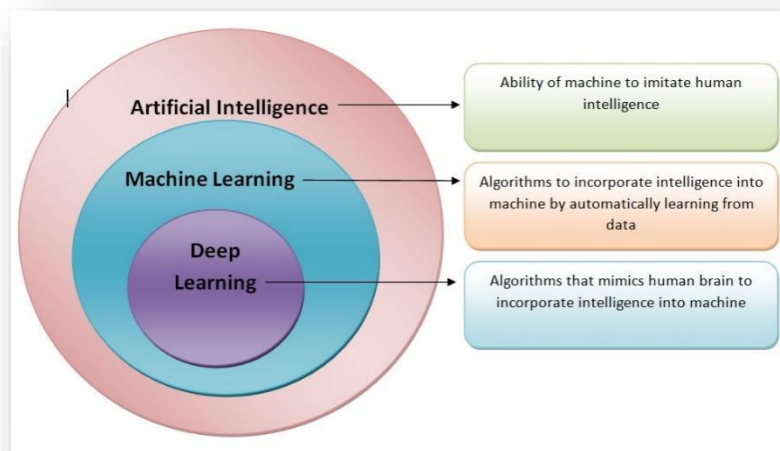 Artificial Intelligence
Ability of machine to imitate human
intelligence
Machine Learning
Algorithms to incorporate intelligence into
machine by automatically learning from
data
Deep
Learning
Algorithms that mimics human brain to
incorporate intelligence into machine